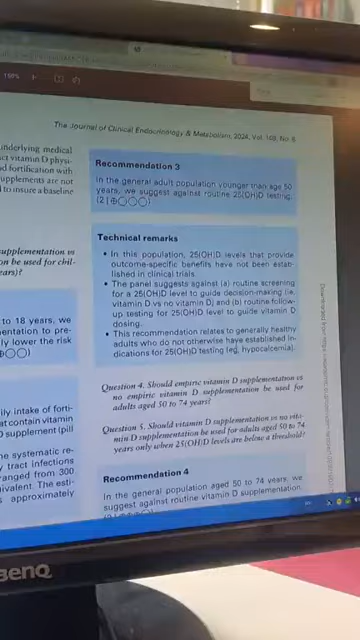 150%
The Journal of Clinical Endocrinology & Metabolism, 2024, Vol. 109, No. 8
underlying medical
ct vitamin D physi-
d fortification with
upplements are not
d to insure a baseline
supplementation vs
on be used for chil-
ears)?
to 18 years, we
mentation to pre-
ly lower the risk
ily intake of forti-
at contain vitamin
D supplement (pill
he systematic re-
y tract infections
ranged from 300
ivalent. The esti-
s approximately
Recommendation 3
In the general adult population younger than age 50
years, we suggest against routine 25(OH)D testing.
(2 | ⊕○○○)
Technical remarks
• In this population, 25(OH)D levels that provide
outcome-specific benefits have not been estab-
lished in clinical trials.
• The panel suggests against (a) routine screening
for a 25(OH)D level to guide decision-making (ie,
vitamin D vs no vitamin D) and (b) routine follow-
up testing for 25(OH)D level to guide vitamin D
dosing.
• This recommendation relates to generally healthy
adults who do not otherwise have established in-
dications for 25(OH)D testing (eg, hypocalcemia).
Question 4. Should empiric vitamin D supplementation vs
no empiric vitamin D supplementation be used for
adults aged 50 to 74 years?
Question 5. Should vitamin D supplementation vs no vita-
min D supplementation be used for adults aged 50 to 74
years only when 25(OH)D levels are below a threshold?
Recommendation 4
In the general population aged 50 to 74 years, we
suggest against routine vitamin D supplementation.
BenQ